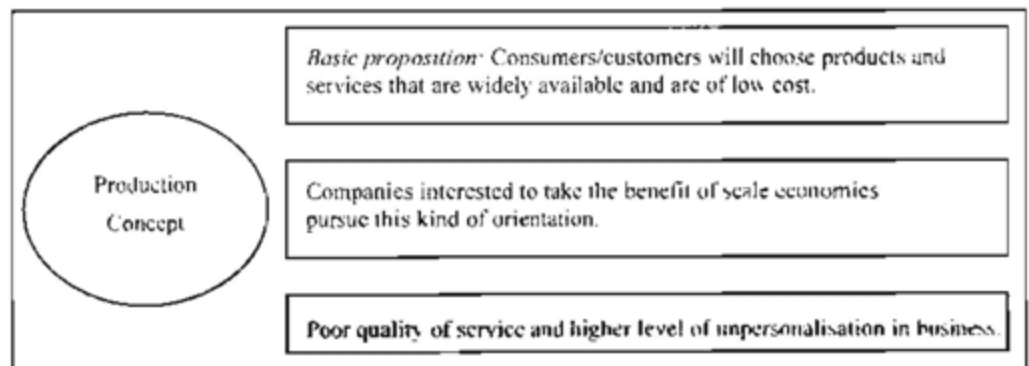 Basic proposition: Consumers/customers will choose products and
services that are widely available and are of low cost.
Production
Concept
Companies interested to take the benefit of scale economies
pursue this kind of orientation.
Poor quality of service and higher level of unpersonalisation in business.